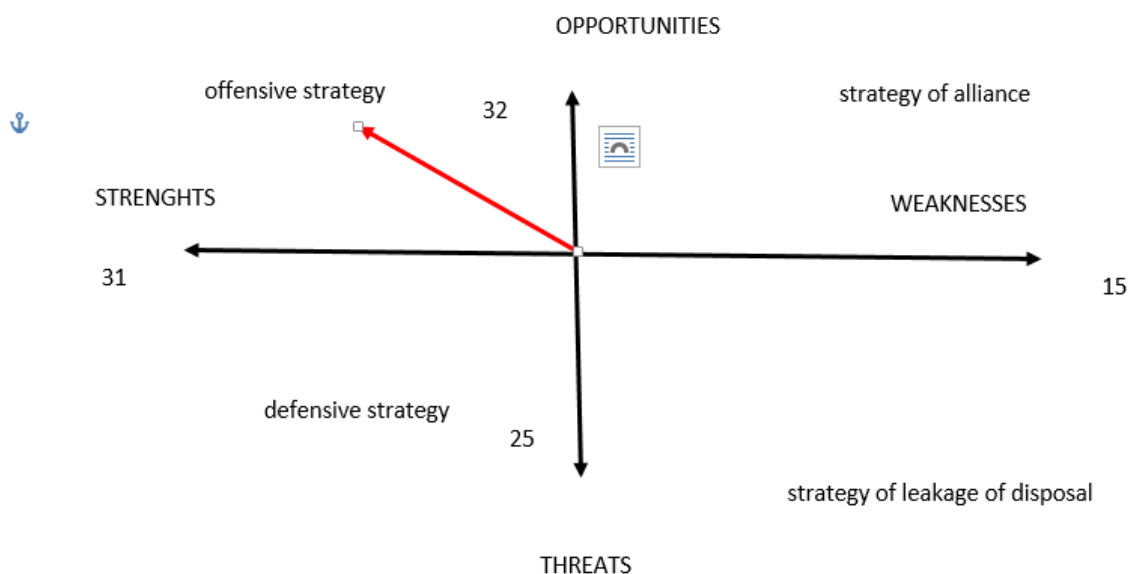 OPPORTUNITIES
offensive strategy
strategy of alliance
32
STRENGHTS
WEAKNESSES
31
15
defensive strategy
25
strategy of leakage of disposal
THREATS